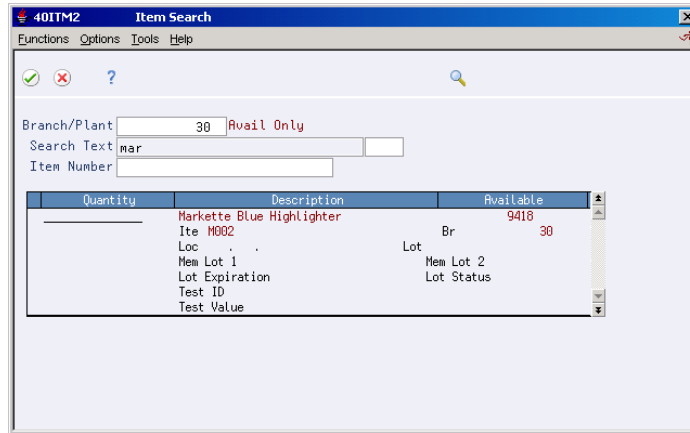 40ITM2 Item Search
Functions Options Tools Help
?
Branch/Plant 30 Avail Only
Search Text mar
Item Number
Quantity Description Available
Markette Blue Highlighter 9418
Ite M002 Br 30
Loc . . Lot
Mem Lot 1 Mem Lot 2
Lot Expiration Lot Status
Test ID
Test Value